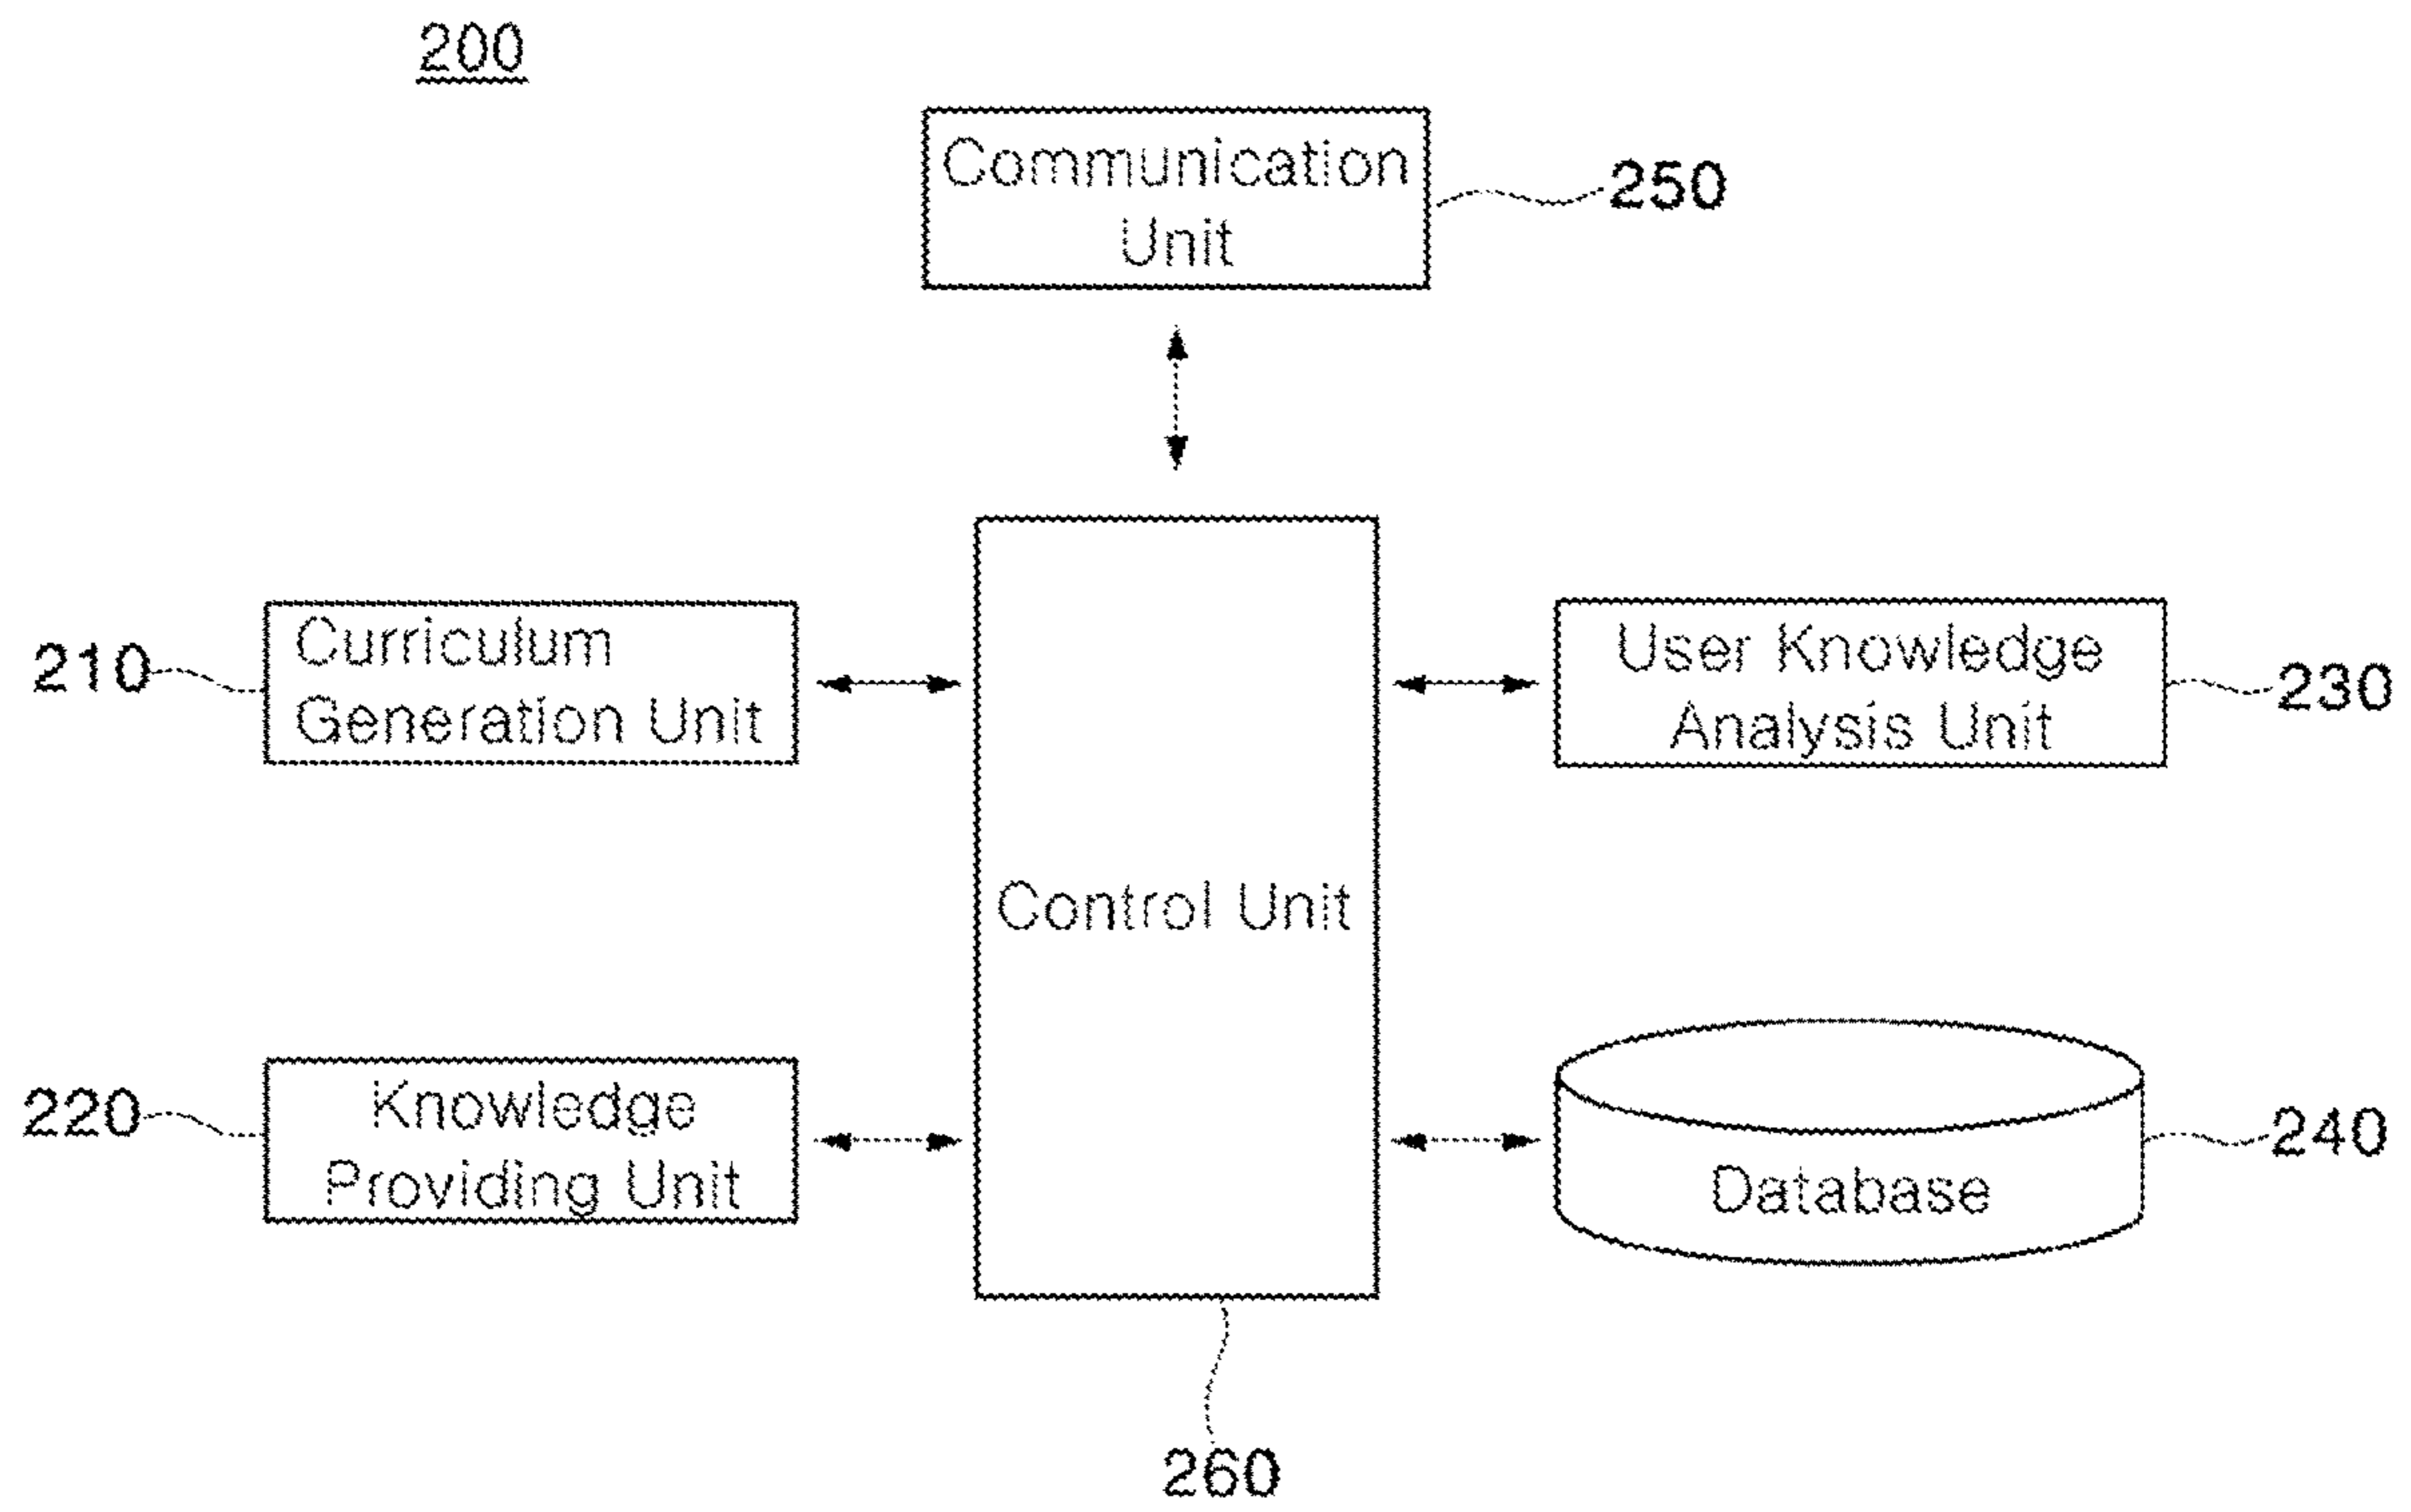 200
Communication
Unit
250
210
Curriculum
Generation Unit
User Knowledge
Analysis Unit
230
Control Unit
220
Knowledge
Providing Unit
Database
240
260